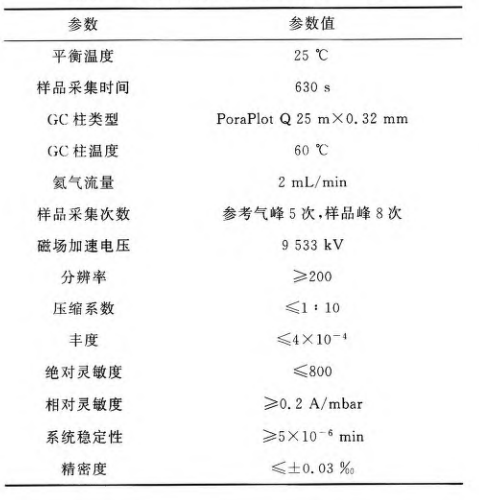 参数 参数值
平衡温度 25 ℃
样品采集时间 630 s
GC柱类型 PoraPlot Q 25 m×0.32 mm
GC柱温度 60 ℃
氦气流量 2 mL/min
样品采集次数 参考气峰5次,样品峰8次
磁场加速电压 9 533 kV
分辨率 ≥200
压缩系数 ≤1∶10
丰度 ≤4×10⁻⁴
绝对灵敏度 ≤800
相对灵敏度 ≥0.2 A/mbar
系统稳定性 ≥5×10⁻⁶ min
精密度 ≤±0.03 ‰